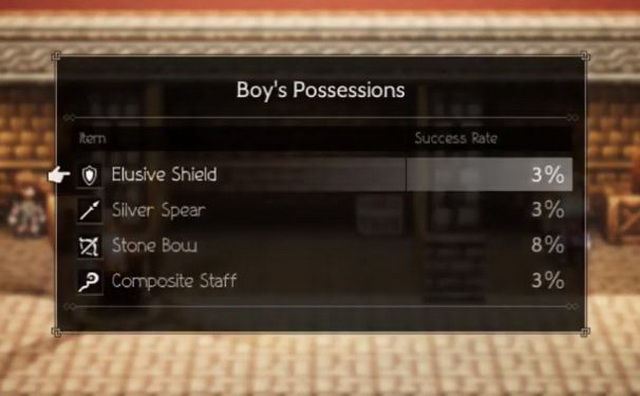 Boy's Possessions
Item Success Rate
Elusive Shield 3%
Silver Spear 3%
Stone Bow 8%
Composite Staff 3%